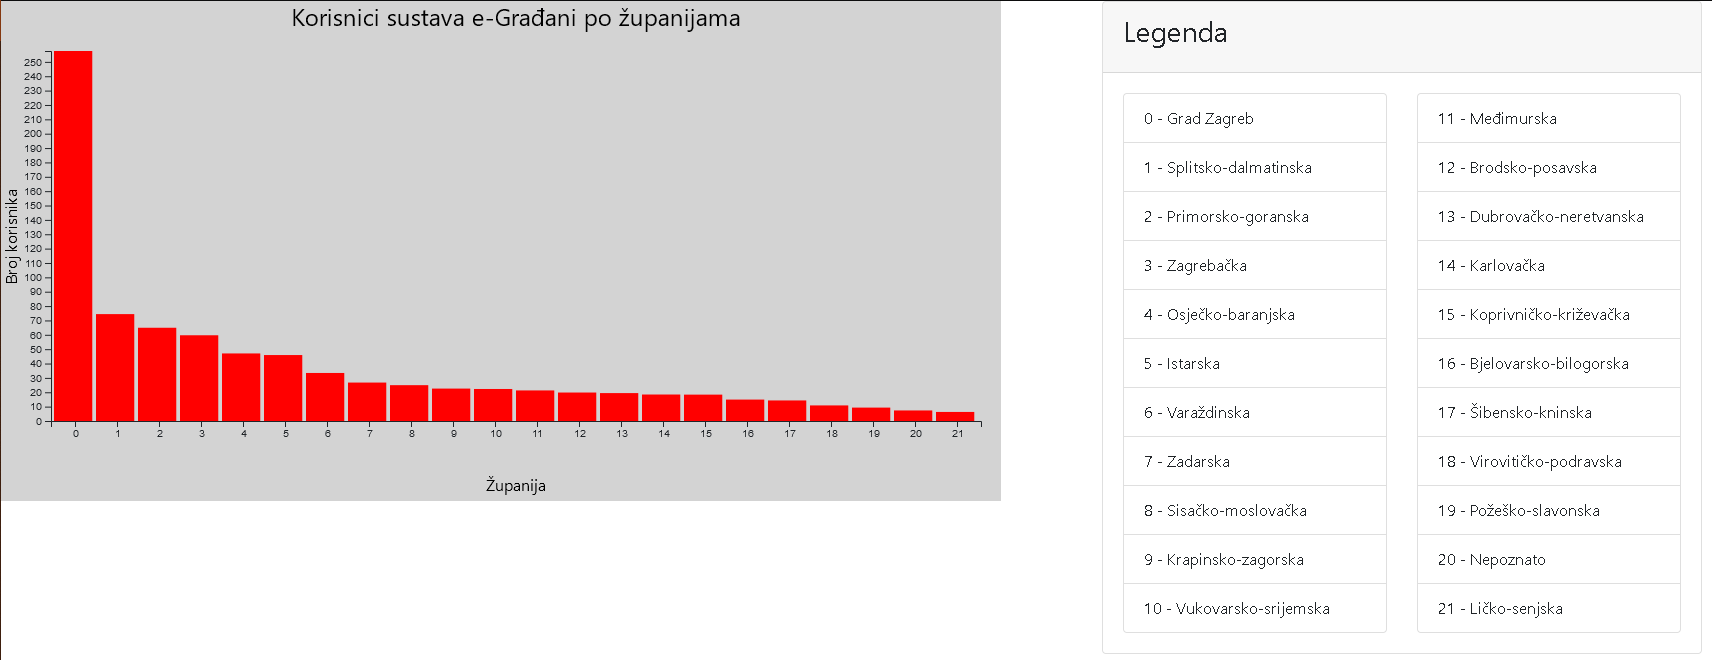 Korisnici sustava e-Građani po županijama
Broj korisnika
250
240
230
220
210
200
190
180
170
160
150
140
130
120
110
100
90
80
70
60
50
40
30
20
10
0
0 1 2 3 4 5 6 7 8 9 10 11 12 13 14 15 16 17 18 19 20 21
Županija
Legenda
0 - Grad Zagreb
1 - Splitsko-dalmatinska
2 - Primorsko-goranska
3 - Zagrebačka
4 - Osječko-baranjska
5 - Istarska
6 - Varaždinska
7 - Zadarska
8 - Sisačko-moslovačka
9 - Krapinsko-zagorska
10 - Vukovarsko-srijemska
11 - Međimurska
12 - Brodsko-posavska
13 - Dubrovačko-neretvanska
14 - Karlovačka
15 - Koprivničko-križevačka
16 - Bjelovarsko-bilogorska
17 - Šibensko-kninska
18 - Virovitičko-podravska
19 - Požeško-slavonska
20 - Nepoznato
21 - Ličko-senjska